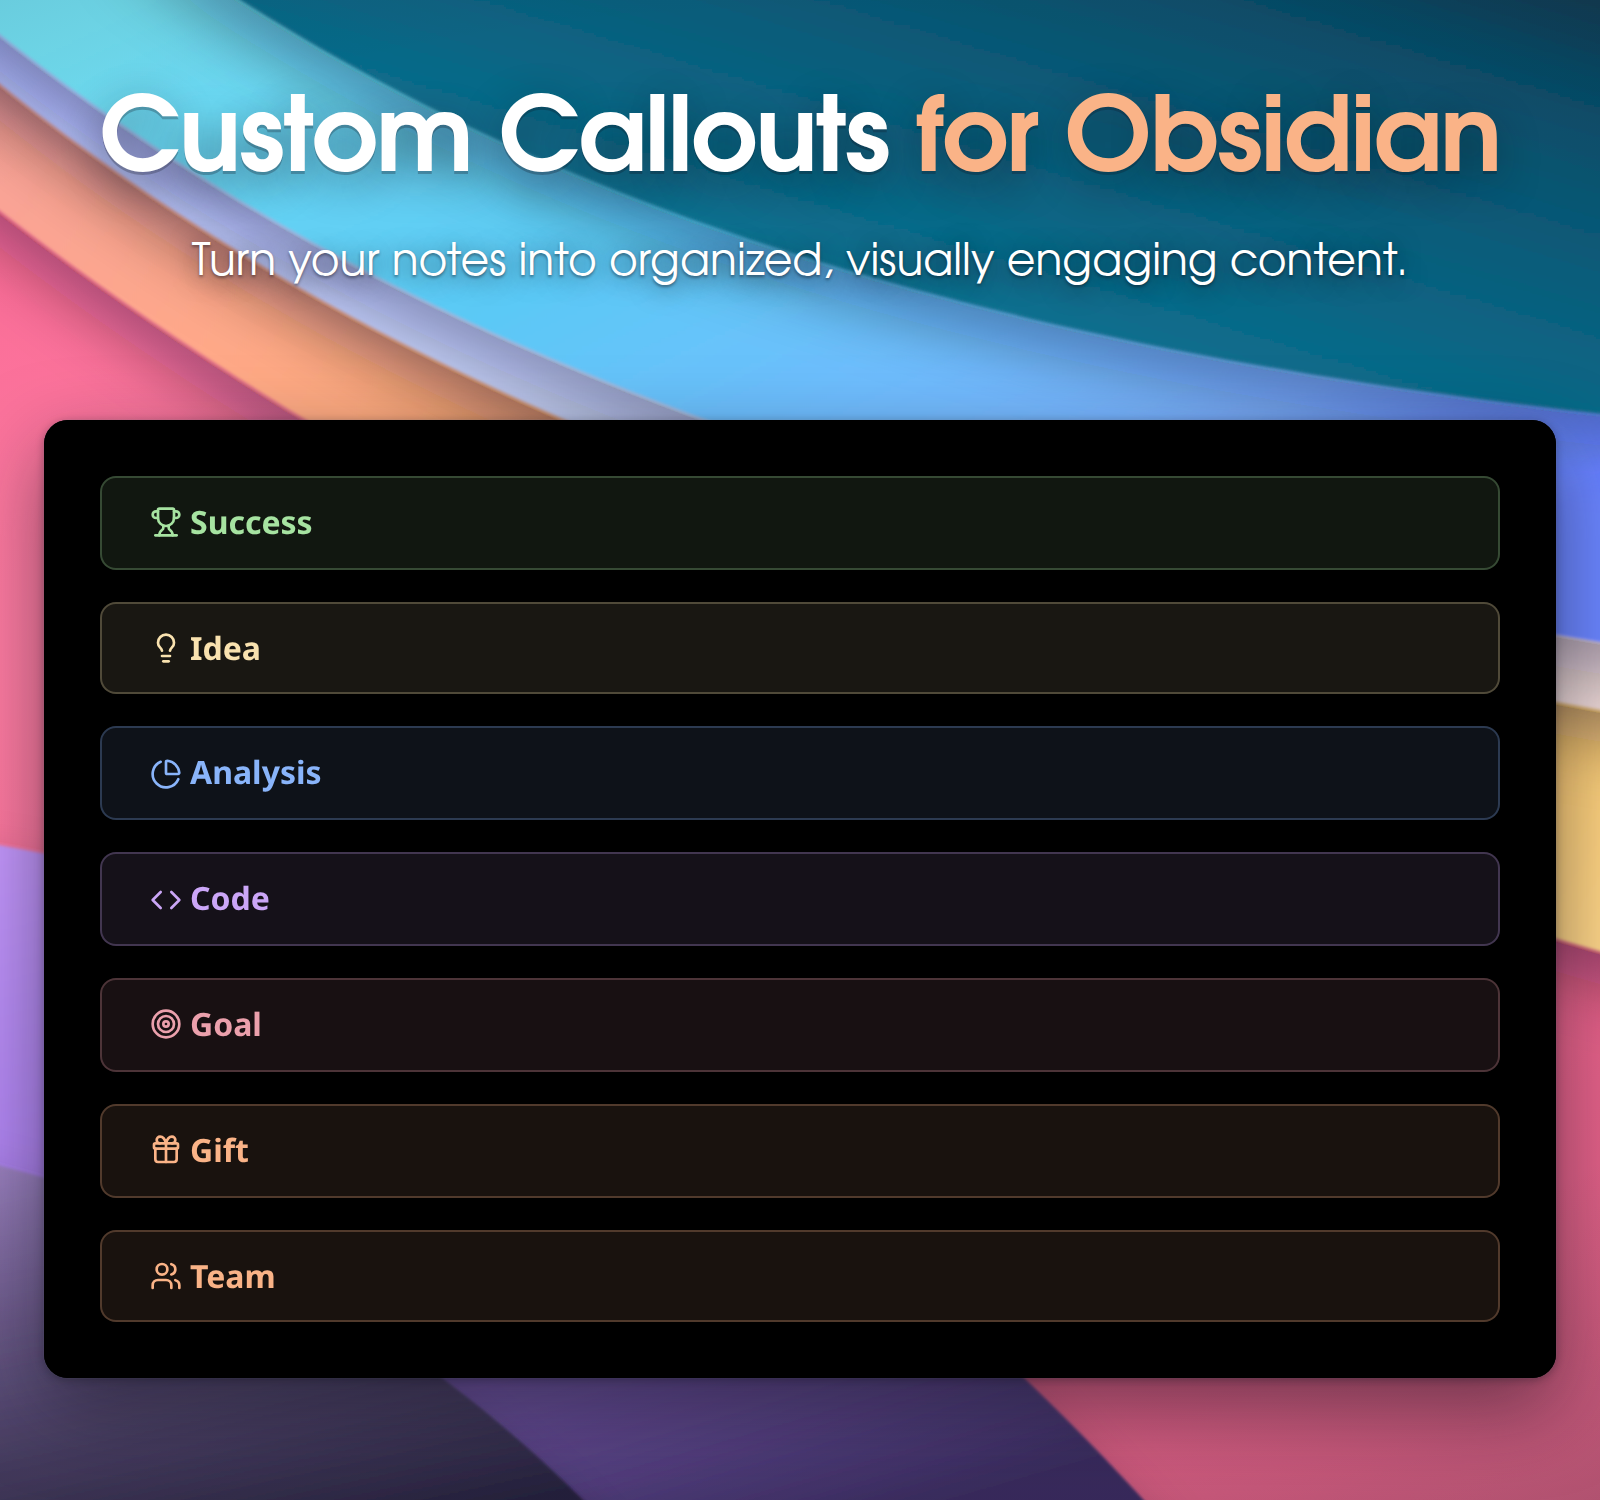 Custom Callouts for Obsidian
Turn your notes into organized, visually engaging content.
Success
Idea
Analysis
Code
Goal
Gift
Team